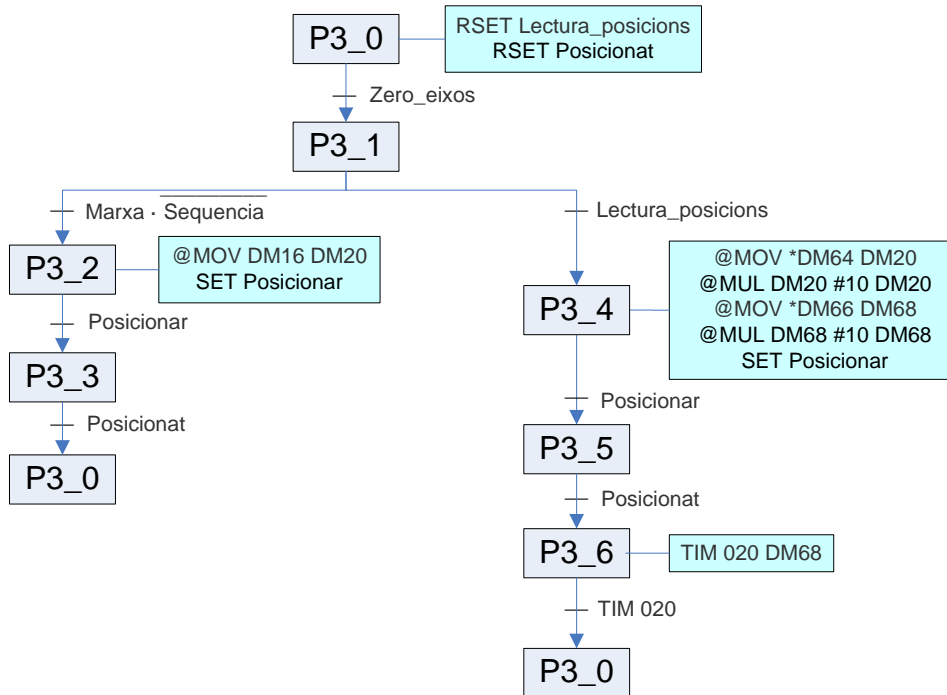 P3_0
RSET Lectura_posicions
RSET Posicionat
Zero_eixos
P3_1
Marxa · Sequencia
Lectura_posicions
P3_2
@MOV DM16 DM20
SET Posicionar
P3_4
@MOV *DM64 DM20
@MUL DM20 #10 DM20
@MOV *DM66 DM68
@MUL DM68 #10 DM68
SET Posicionar
Posicionar
P3_3
Posicionar
Posicionat
P3_5
P3_0
Posicionat
P3_6
TIM 020 DM68
TIM 020
P3_0